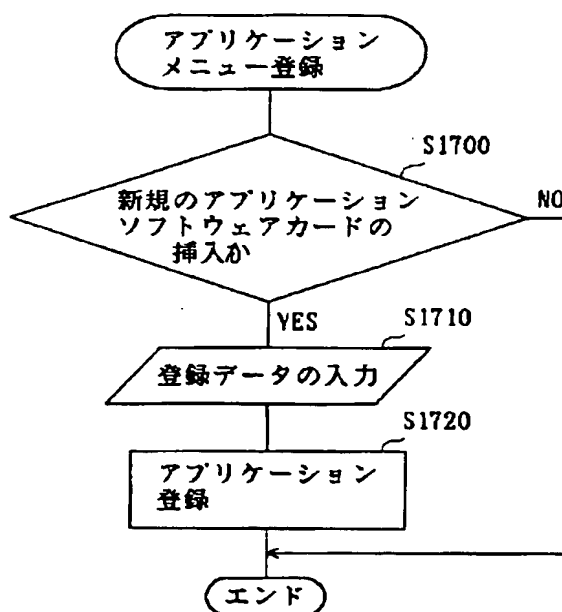 アプリケーション
メニュー登録
S1700
新規のアプリケーション
ソフトウェアカードの
挿入か
NO
YES
S1710
登録データの入力
S1720
アプリケーション
登録
エンド